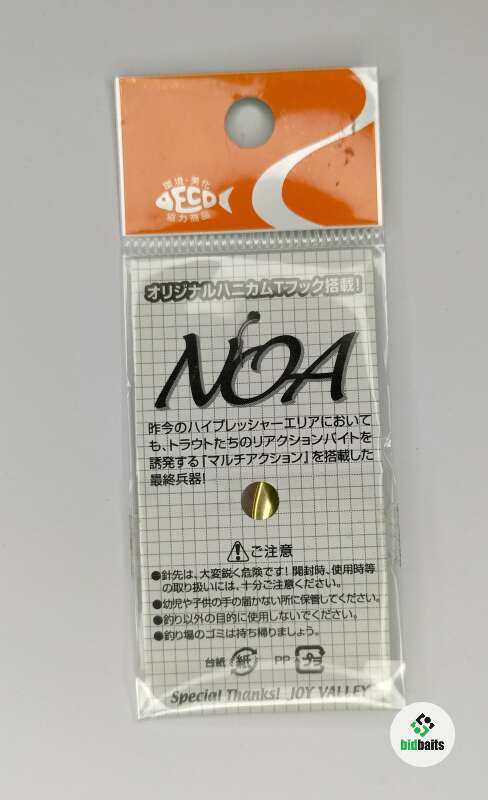 環境・美化
ECO
協力商品
オリジナルハニカムTフック搭載!
NOA
昨今のハイプレッシャーエリアにおいて
も、トラウトたちのリアクションバイトを
誘発する「マルチアクション」を搭載した
最終兵器!
ご注意
●針先は、大変鋭く危険です!開封時、使用時等
の取り扱いには、十分ご注意ください。
●幼児や子供の手の届かない所に保管してください。
●釣り以外の目的に使用しないでください。
●釣り場のゴミは持ち帰りましょう。
台紙 紙 PP プラ
Special Thanks! JOY VALLEY
bidbaits